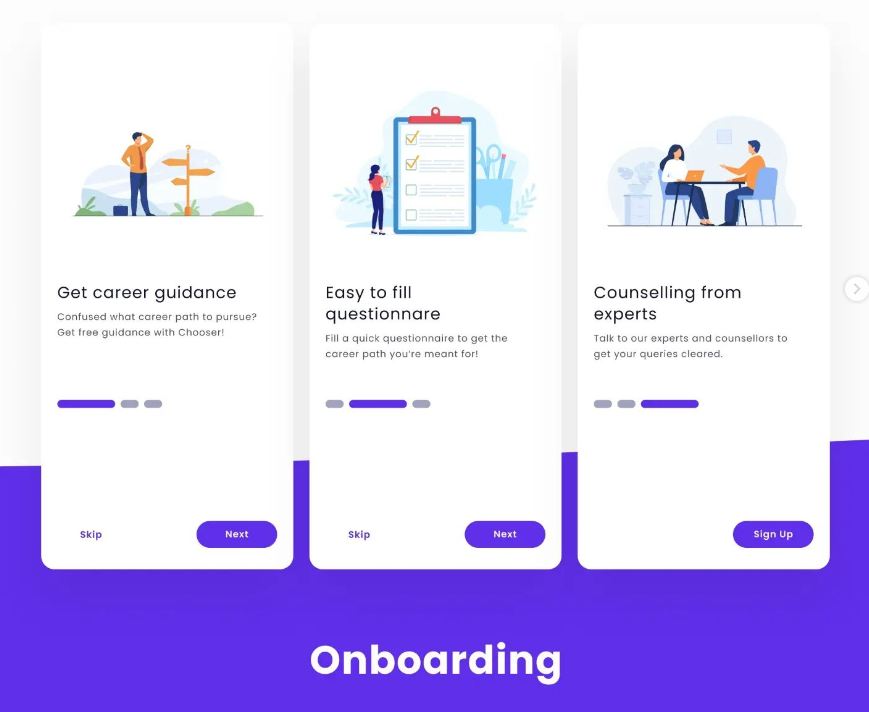 Get career guidance
Confused what career path to pursue?
Get free guidance with Chooser!
Skip
Next
Easy to fill
questionnare
Fill a quick questionnaire to get the
career path you're meant for!
Skip
Next
Counselling from
experts
Talk to our experts and counsellors to
get your queries cleared.
Sign Up
Onboarding